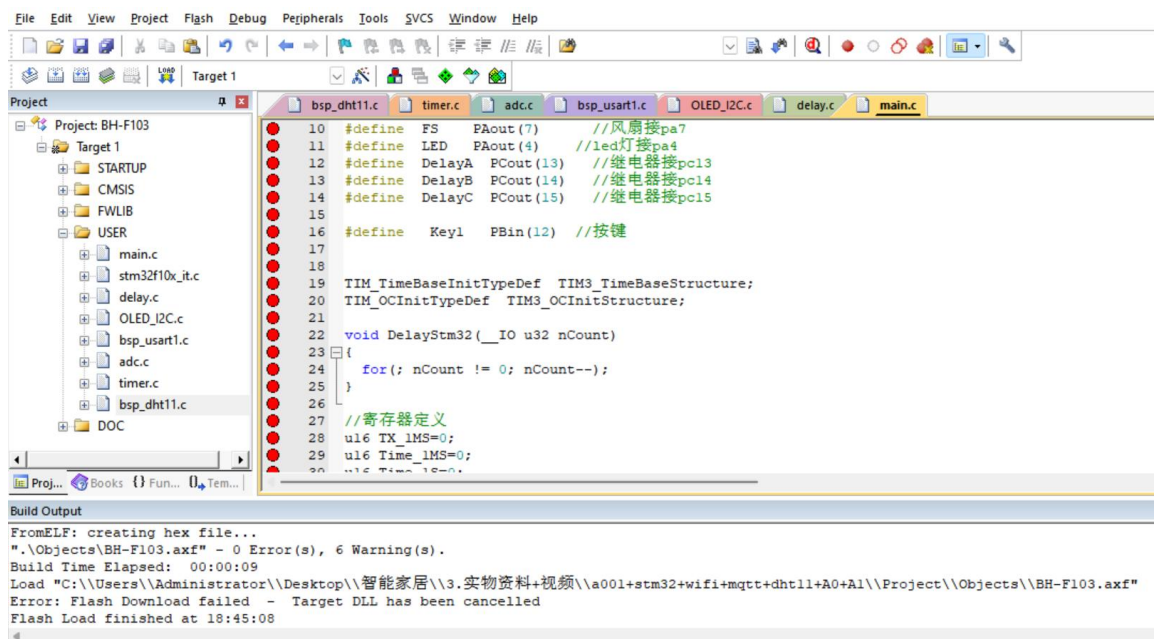 File Edit View Project Flash Debug Peripherals Tools SVCS Window Help
LOAD Target 1
Project
bsp_dht11.c timer.c adc.c bsp_usart1.c OLED_I2C.c delay.c main.c
Project: BH-F103
Target 1
STARTUP
CMSIS
FWLIB
USER
main.c
stm32f10x_it.c
delay.c
OLED_I2C.c
bsp_usart1.c
adc.c
timer.c
bsp_dht11.c
DOC
Proj... Books {} Fun... Tem...
10 #define FS PAout(7) //风扇接pa7
11 #define LED PAout(4) //led灯接pa4
12 #define DelayA PCout(13) //继电器接pc13
13 #define DelayB PCout(14) //继电器接pc14
14 #define DelayC PCout(15) //继电器接pc15
15
16 #define Key1 PBin(12) //按键
17
18
19 TIM_TimeBaseInitTypeDef TIM3_TimeBaseStructure;
20 TIM_OCInitTypeDef TIM3_OCInitStructure;
21
22 void DelayStm32(__IO u32 nCount)
23 {
24 for(; nCount != 0; nCount--);
25 }
26
27 //寄存器定义
28 u16 TX_1MS=0;
29 u16 Time_1MS=0;
30 u16 Time_1S=0;
Build Output
FromELF: creating hex file...
".\Objects\BH-F103.axf" - 0 Error(s), 6 Warning(s).
Build Time Elapsed: 00:00:09
Load "C:\\Users\\Administrator\\Desktop\\智能家居\\3.实物资料+视频\\a001+stm32+wifi+mqtt+dht11+A0+A1\\Project\\Objects\\BH-F103.axf"
Error: Flash Download failed - Target DLL has been cancelled
Flash Load finished at 18:45:08